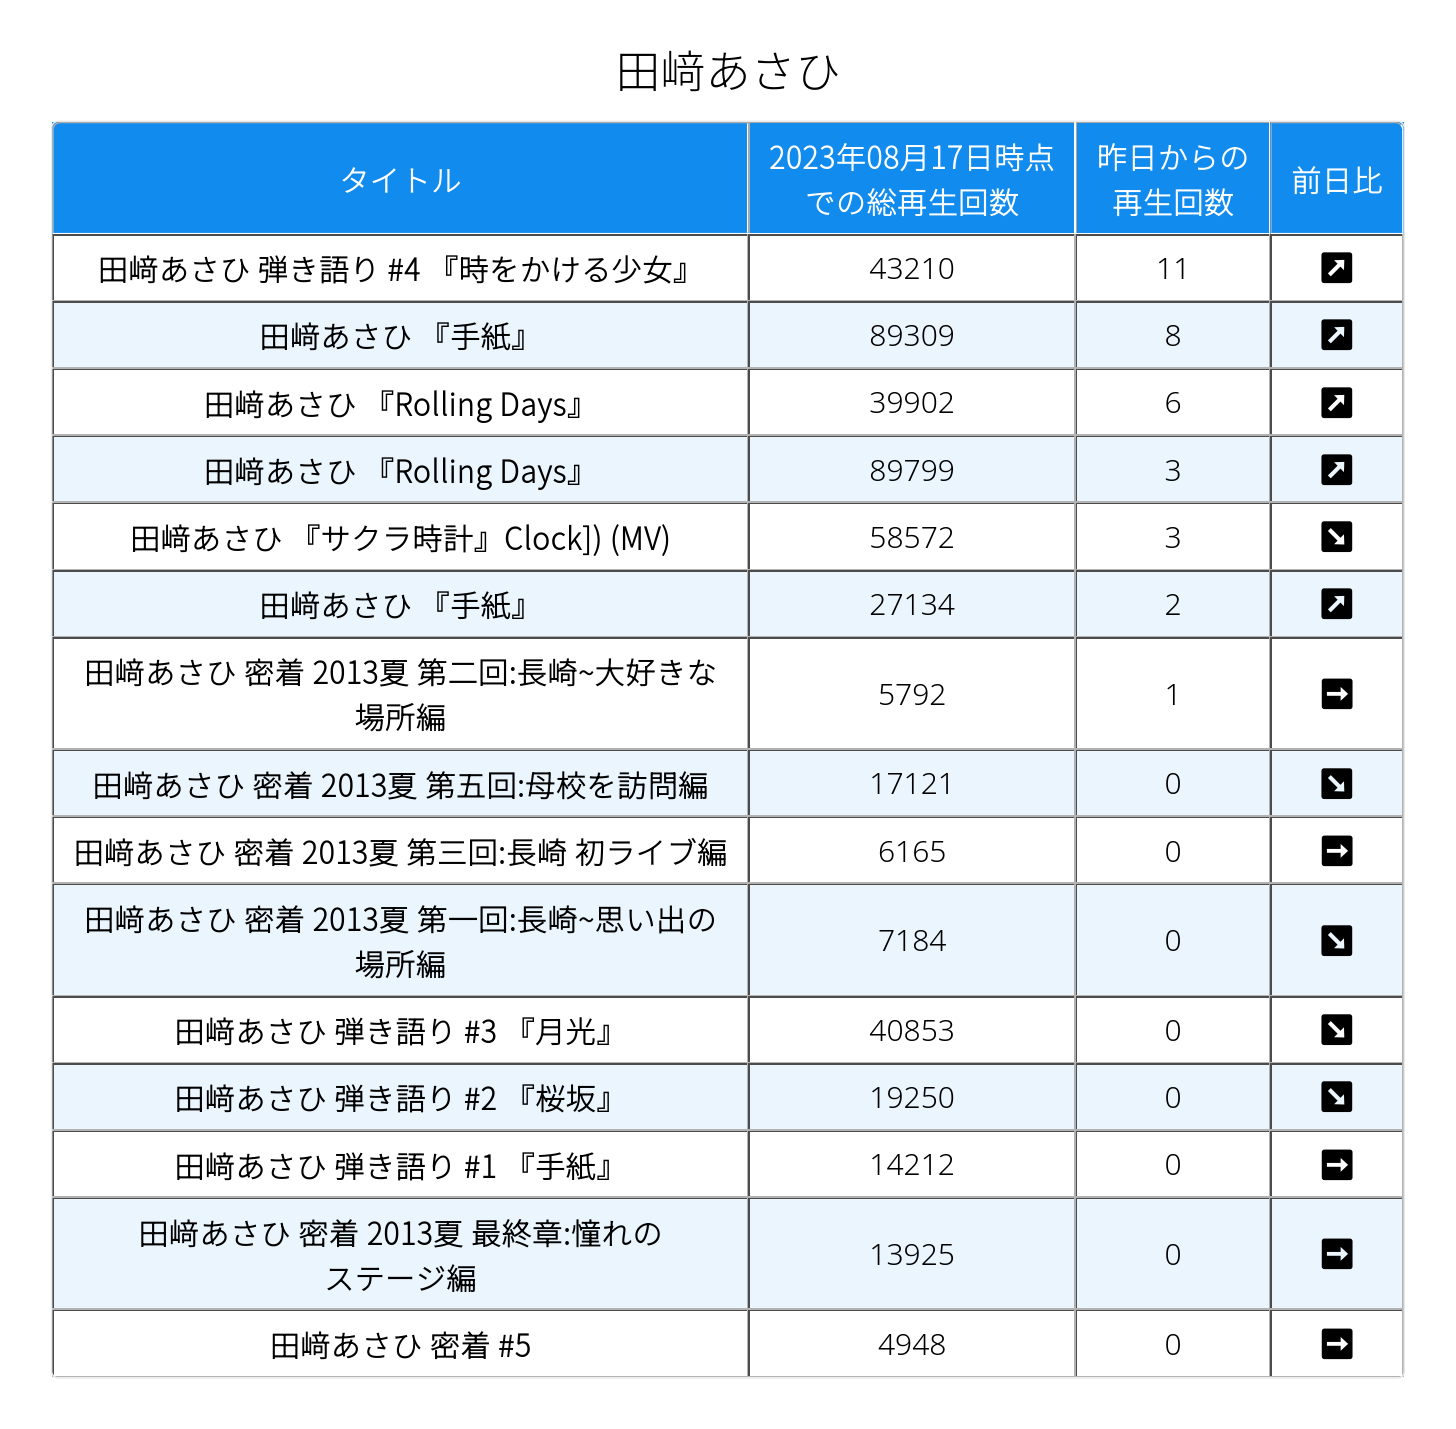 田﨑あさひ
タイトル
2023年08月17日時点
での総再生回数
昨日からの
再生回数
前日比
田﨑あさひ 弾き語り #4 『時をかける少女』 43210 11
田﨑あさひ 『手紙』 89309 8
田﨑あさひ 『Rolling Days』 39902 6
田﨑あさひ 『Rolling Days』 89799 3
田﨑あさひ 『サクラ時計』Clock]) (MV) 58572 3
田﨑あさひ 『手紙』 27134 2
田﨑あさひ 密着 2013夏 第二回:長崎~大好きな
場所編
5792 1
田﨑あさひ 密着 2013夏 第五回:母校を訪問編 17121 0
田﨑あさひ 密着 2013夏 第三回:長崎 初ライブ編 6165 0
田﨑あさひ 密着 2013夏 第一回:長崎~思い出の
場所編
7184 0
田﨑あさひ 弾き語り #3 『月光』 40853 0
田﨑あさひ 弾き語り #2 『桜坂』 19250 0
田﨑あさひ 弾き語り #1 『手紙』 14212 0
田﨑あさひ 密着 2013夏 最終章:憧れの
ステージ編
13925 0
田﨑あさひ 密着 #5 4948 0